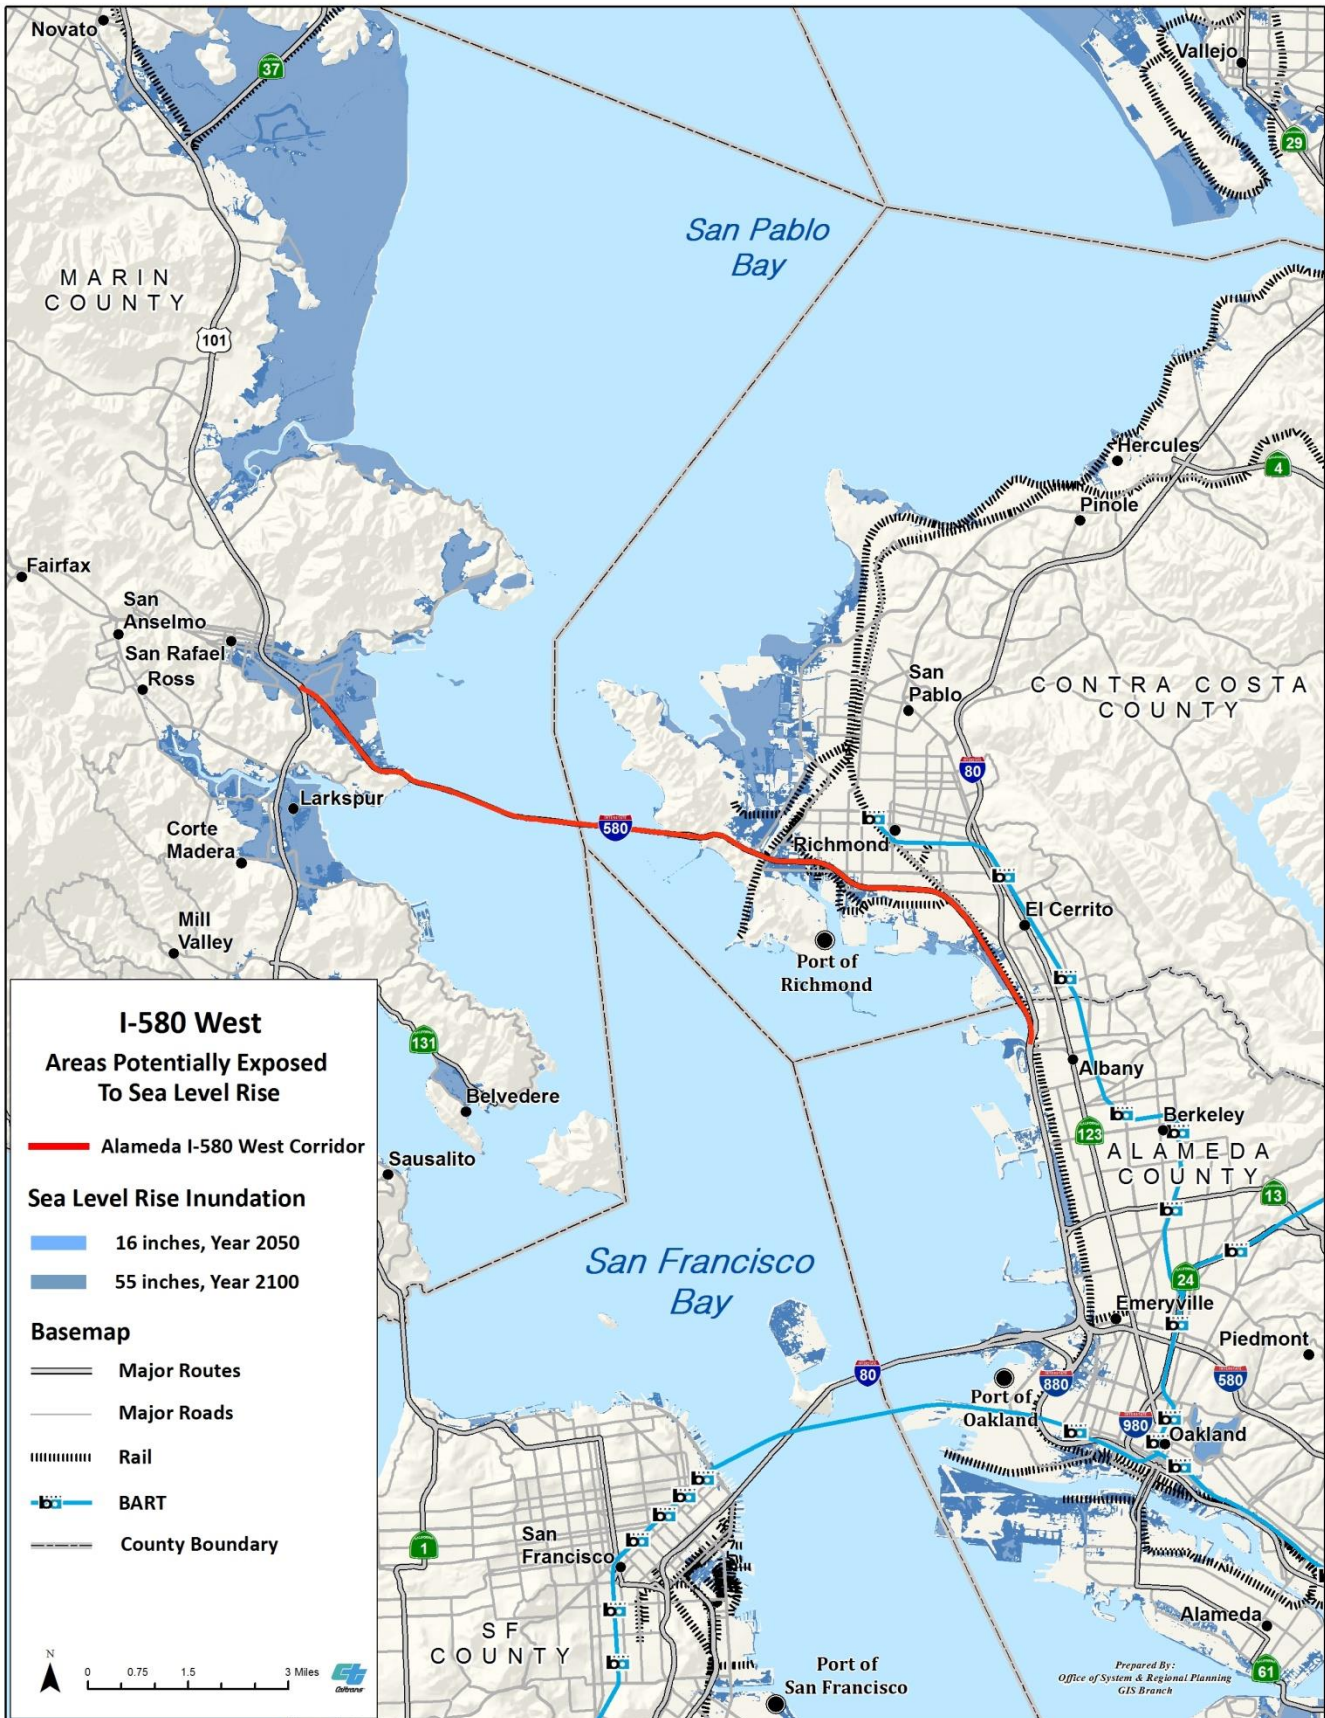 Novato
37
Vallejo
29
San Pablo
Bay
MARIN
COUNTY
101
Hercules
4
Pinole
Fairfax
San
Anselmo
San Rafael
Ross
San
Pablo
CONTRA COSTA
COUNTY
80
Larkspur
580
Corte
Madera
Richmond
El Cerrito
Mill
Valley
Port of
Richmond
131
Albany
Belvedere
Berkeley
123
ALAMEDA
COUNTY
Sausalito
13
San Francisco
Bay
24
Emeryville
Piedmont
80
880
580
Port of
Oakland
980
Oakland
1
San
Francisco
SF
COUNTY
Alameda
61
Port of
San Francisco
I-580 West
Areas Potentially Exposed
To Sea Level Rise
Alameda I-580 West Corridor
Sea Level Rise Inundation
16 inches, Year 2050
55 inches, Year 2100
Basemap
Major Routes
Major Roads
Rail
ba BART
County Boundary
N
0 0.75 1.5 3 Miles
ct
Caltrans
Prepared By:
Office of System & Regional Planning
GIS Branch